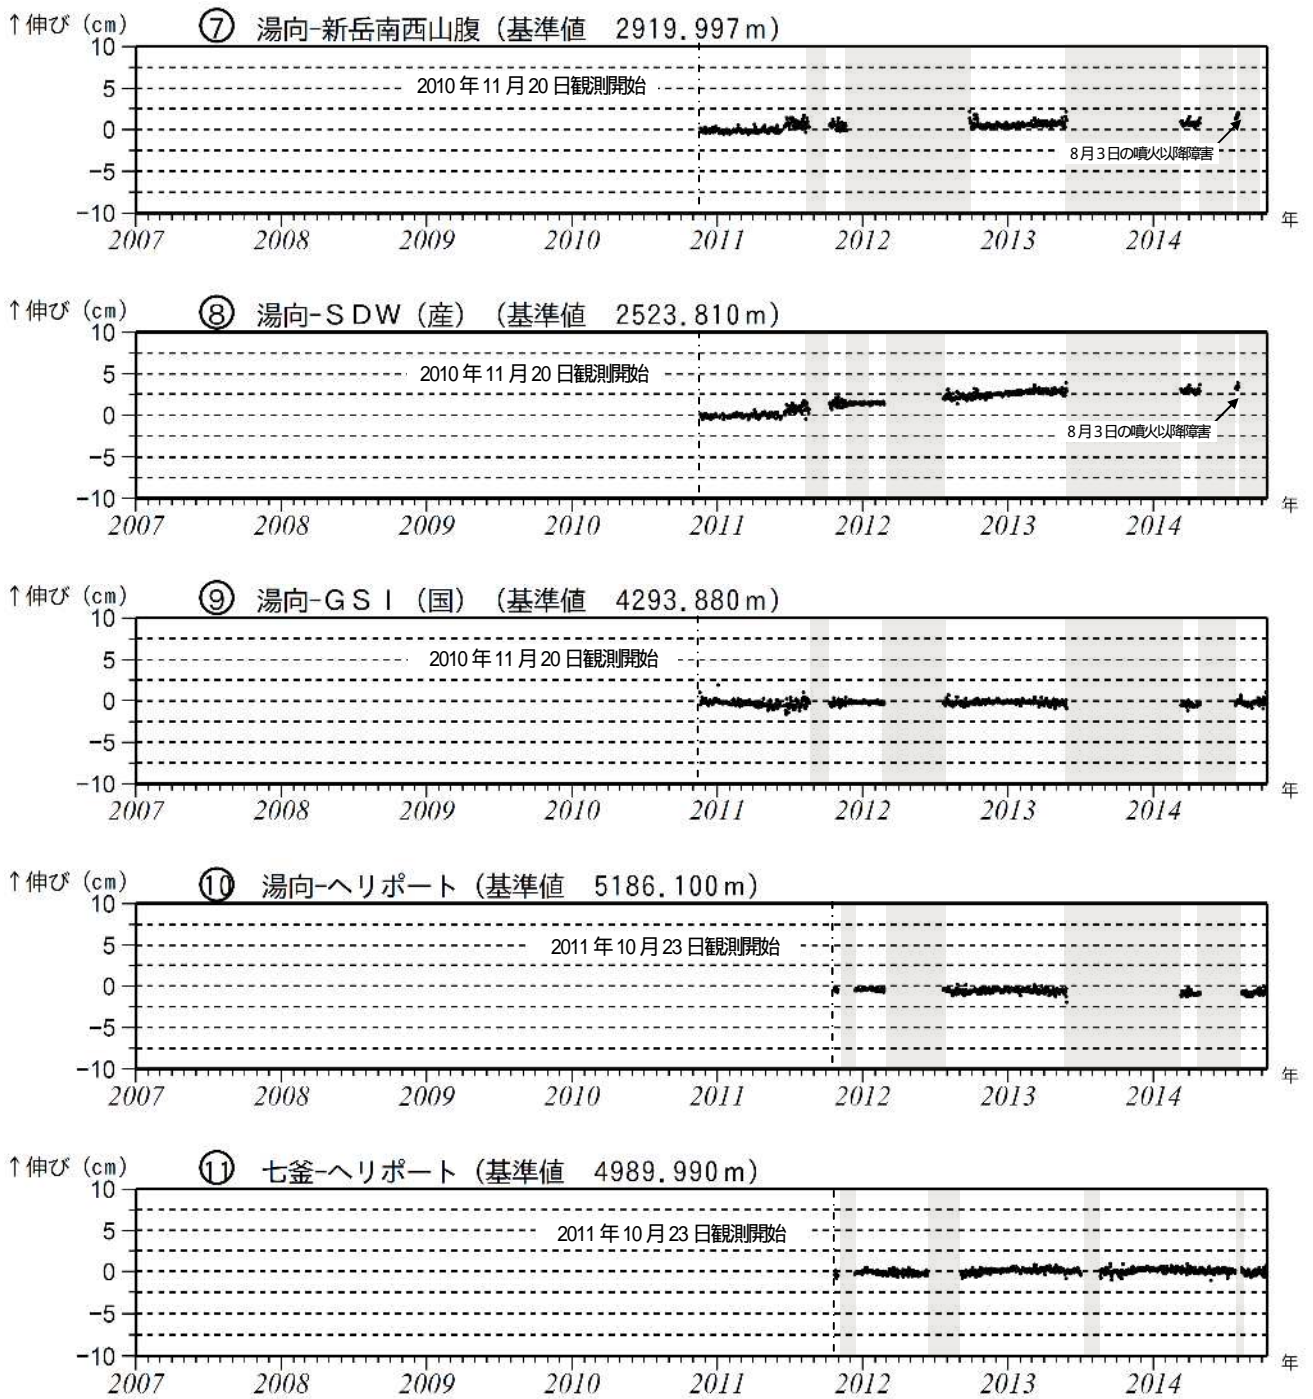 ↑伸び (cm) ⑦ 湯向-新岳南西山腹 (基準値 2919.997m)
10
2010年11月20日観測開始
5
0
8月3日の噴火以降障害
-5
-10
年
2007 2008 2009 2010 2011 2012 2013 2014
↑伸び (cm) ⑧ 湯向-SDW (産) (基準値 2523.810m)
10
2010年11月20日観測開始
5
0
8月3日の噴火以降障害
-5
-10
年
2007 2008 2009 2010 2011 2012 2013 2014
↑伸び (cm) ⑨ 湯向-GSI (国) (基準値 4293.880m)
10
2010年11月20日観測開始
5
0
-5
-10
年
2007 2008 2009 2010 2011 2012 2013 2014
↑伸び (cm) ⑩ 湯向-ヘリポート (基準値 5186.100m)
10
2011年10月23日観測開始
5
0
-5
-10
年
2007 2008 2009 2010 2011 2012 2013 2014
↑伸び (cm) ⑪ 七釜-ヘリポート (基準値 4989.990m)
10
2011年10月23日観測開始
5
0
-5
-10
年
2007 2008 2009 2010 2011 2012 2013 2014